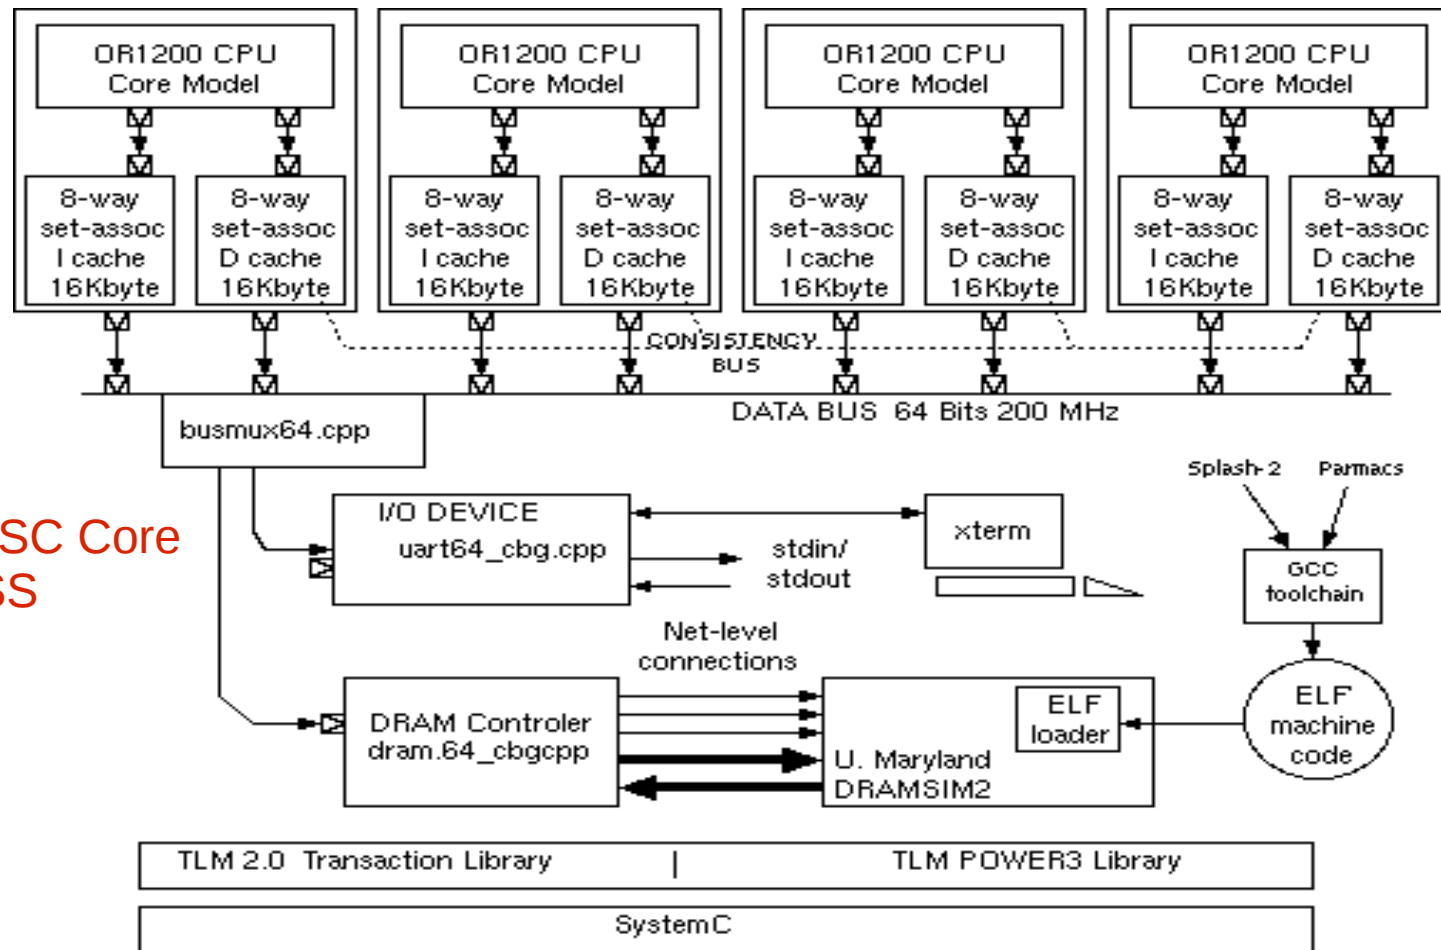 OR1200 CPU
Core Model
OR1200 CPU
Core Model
OR1200 CPU
Core Model
OR1200 CPU
Core Model
8-way
set-assoc
I cache
16Kbyte
8-way
set-assoc
D cache
16Kbyte
8-way
set-assoc
I cache
16Kbyte
8-way
set-assoc
D cache
16Kbyte
8-way
set-assoc
I cache
16Kbyte
8-way
set-assoc
D cache
16Kbyte
8-way
set-assoc
I cache
16Kbyte
8-way
set-assoc
D cache
16Kbyte
CONSISTENCY
BUS
DATA BUS 64 Bits 200 MHz
busmux64.cpp
Splash-2 Parmacs
SC Core
SS
I/O DEVICE
uart64_cbg.cpp
stdin/
stdout
xterm
GCC
toolchain
Net-level
connections
DRAM Controler
dram.64_cbgcpp
U. Maryland
DRAMSIM2
ELF
loader
ELF
machine
code
TLM 2.0 Transaction Library | TLM POWER3 Library
SystemC